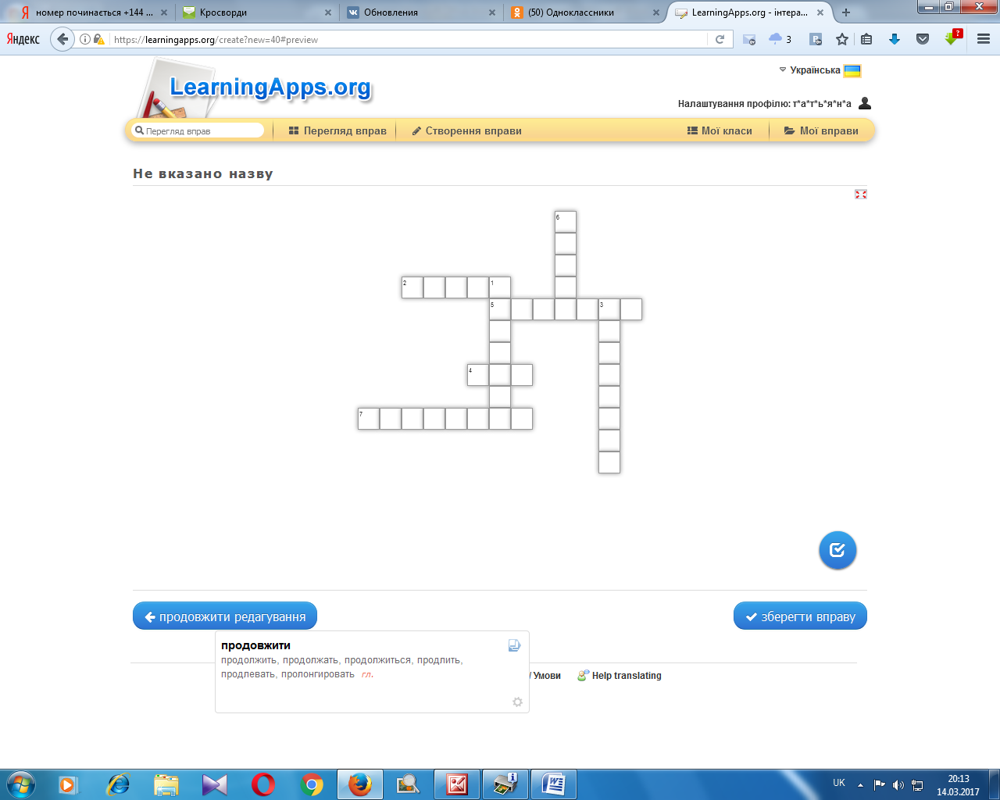 номер починається +144 ...
Кросворди
Обновления
(50) Одноклассники
LearningApps.org - інтера...
Яндекс
https://learningapps.org/create?new=40#preview
3
?
LearningApps.org
Українська
Налаштування профілю: т*а*т*ь*я*н*а
Перегляд вправ
Перегляд вправ
Створення вправи
Мої класи
Мої вправи
Не вказано назву
6
2
1
5
3
4
7
продовжити редагування
зберегти вправу
продовжити
продолжить, продолжать, продолжиться, продлить,
продлевать, пролонгировать гл.
/ Умови
Help translating
UK
20:13
14.03.2017